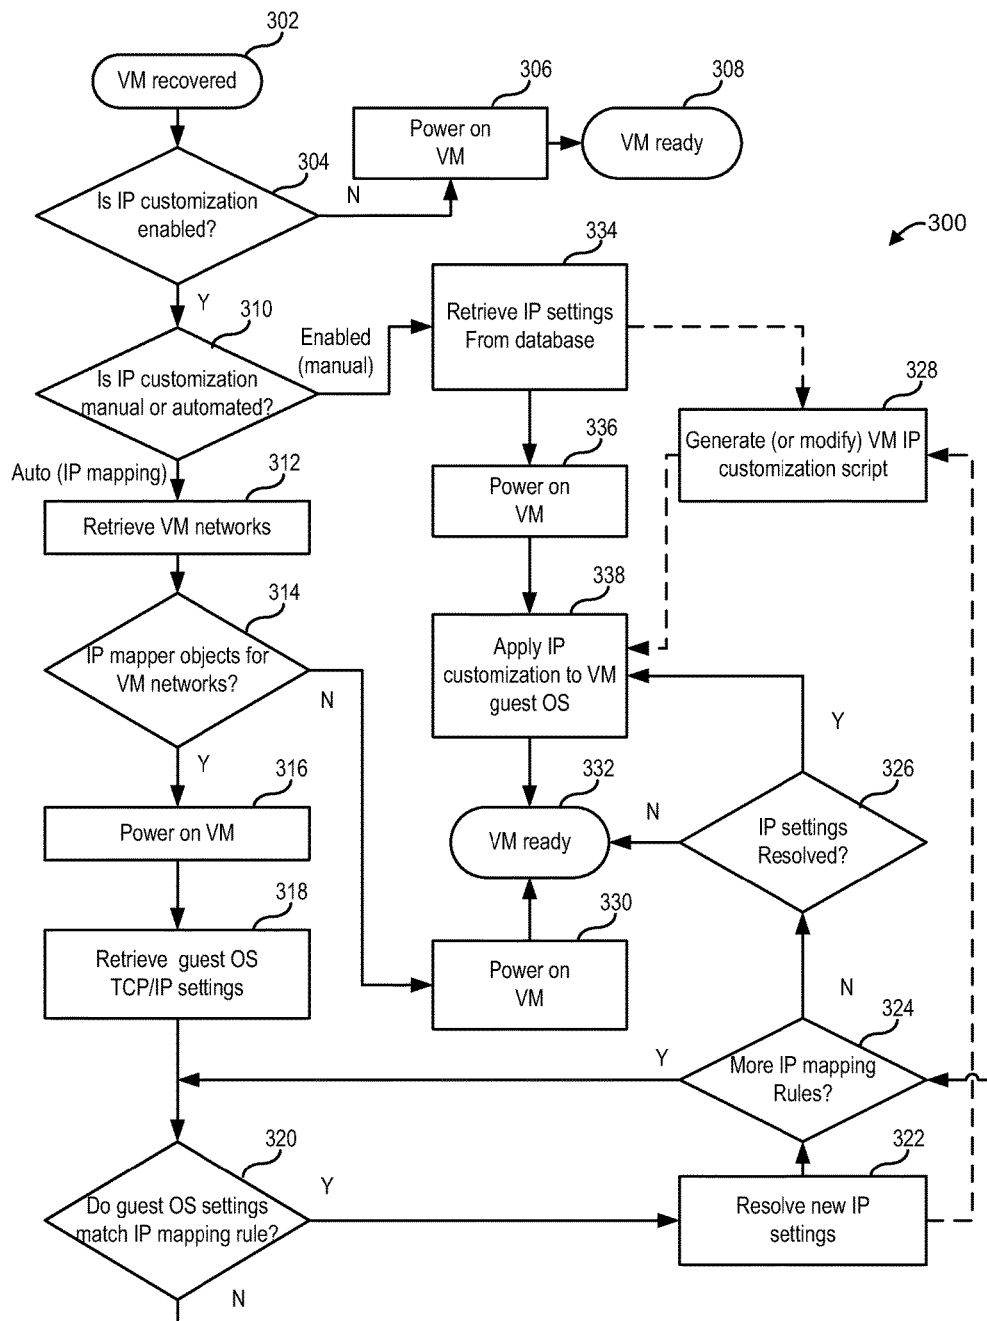 302
VM recovered
306
Power on
VM
308
VM ready
304
Is IP customization
enabled?
N
Y
300
334
Retrieve IP settings
From database
310
Is IP customization
manual or automated?
Enabled
(manual)
328
Generate (or modify) VM IP
customization script
336
Power on
VM
Auto (IP mapping)
312
Retrieve VM networks
314
IP mapper objects for
VM networks?
N
Y
338
Apply IP
customization to VM
guest OS
Y
316
Power on VM
332
VM ready
N
326
IP settings
Resolved?
318
Retrieve guest OS
TCP/IP settings
330
Power on
VM
N
324
More IP mapping
Rules?
Y
320
Do guest OS settings
match IP mapping rule?
Y
322
Resolve new IP
settings
N